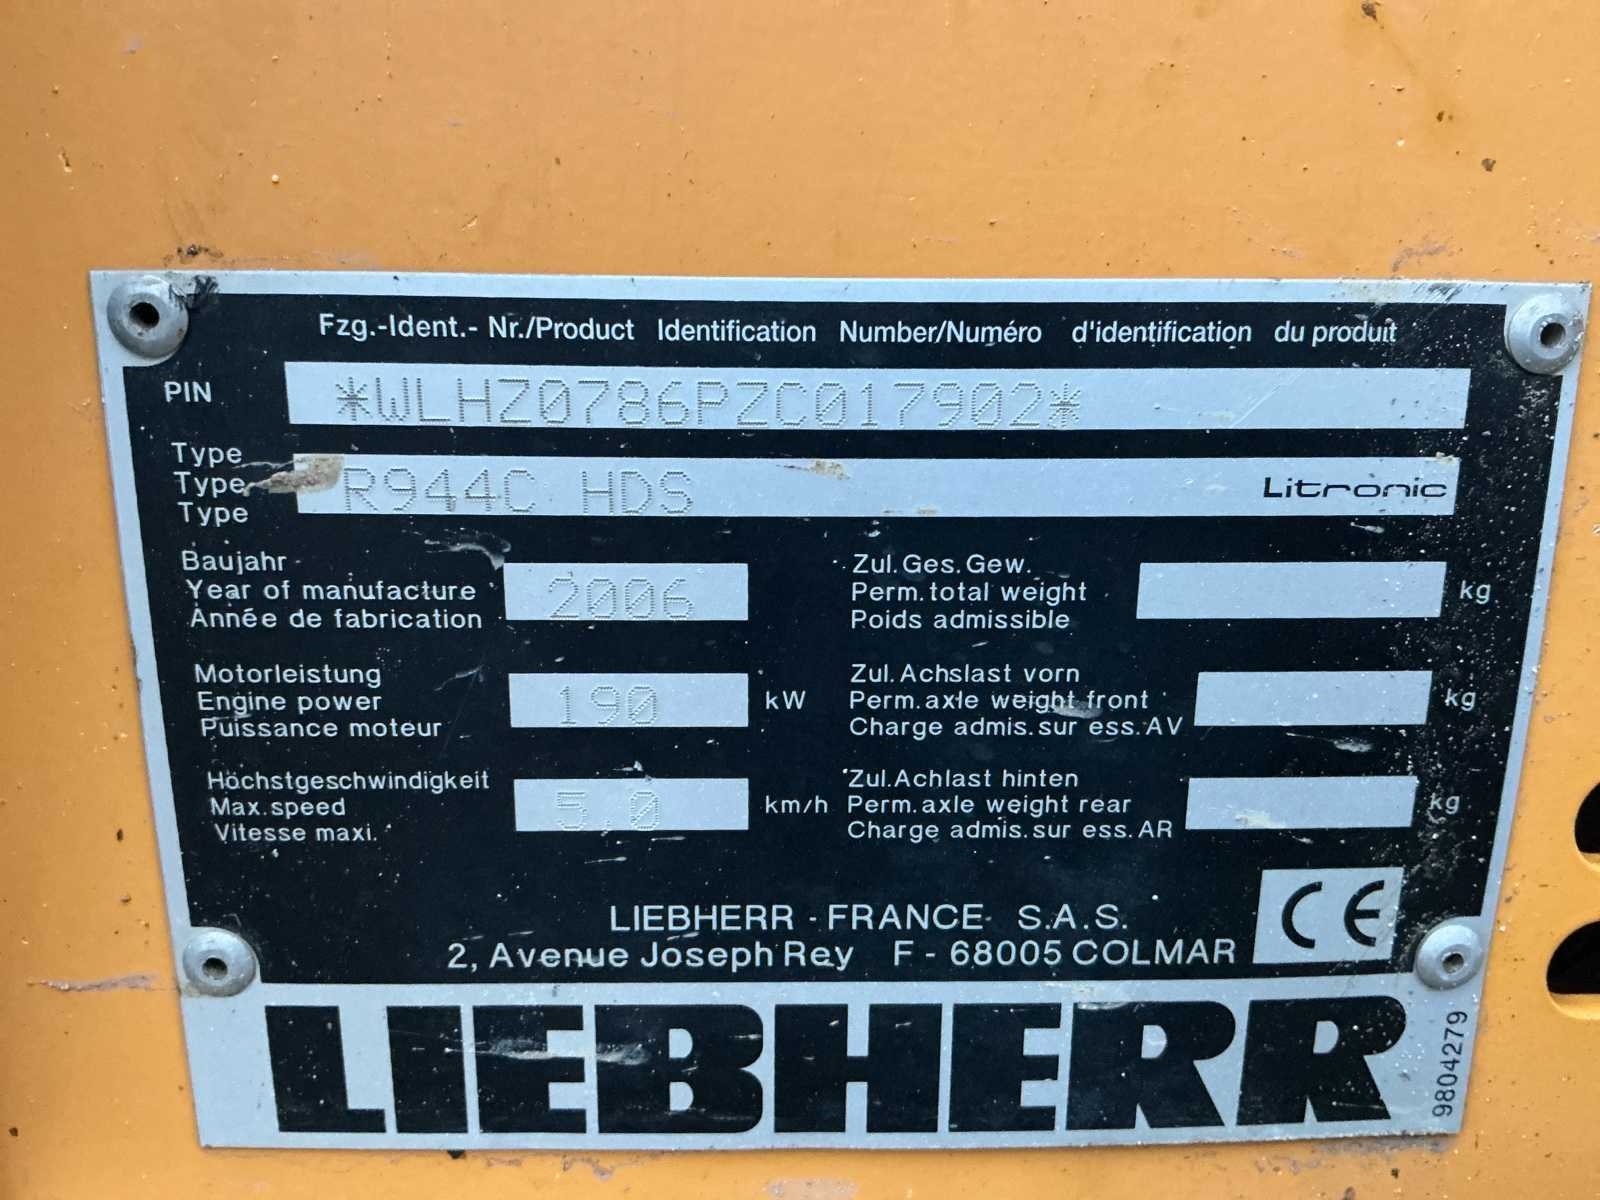 Fzg.-Ident.- Nr./Product Identification Number/Numéro d'identification du produit
PIN *WLHZ0786PZC017902*
Type
Type R944C HDS Litronic
Type
Baujahr
Year of manufacture 2006
Année de fabrication
Zul.Ges.Gew.
Perm.total weight kg
Poids admissible
Motorleistung
Engine power 190 kW
Puissance moteur
Zul.Achslast vorn
Perm.axle weight front kg
Charge admis.sur ess.AV
Höchstgeschwindigkeit
Max.speed 5,0 km/h
Vitesse maxi.
Zul.Achlast hinten
Perm.axle weight rear kg
Charge admis.sur ess.AR
LIEBHERR - FRANCE S.A.S.
2, Avenue Joseph Rey F - 68005 COLMAR
CE
LIEBHERR
9804279